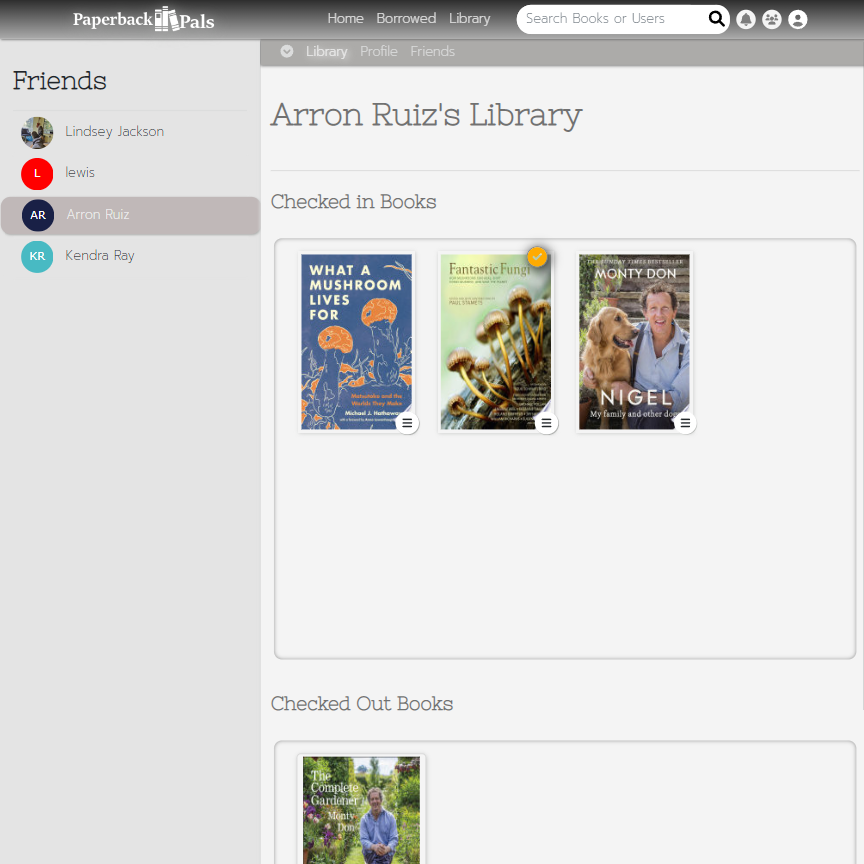 Paperback Pals
Home Borrowed Library
Search Books or Users
Library Profile Friends
Friends
Lindsey Jackson
L lewis
AR Arron Ruiz
KR Kendra Ray
Arron Ruiz's Library
Checked in Books
WHAT A
MUSHROOM
LIVES
FOR
Matsutake and the
Worlds They Make
Michael J. Hathaway
Fantastic Fungi
PAUL STAMETS
THE SUNDAY TIMES BESTSELLER
MONTY DON
NIGEL
My family and other dogs
Checked Out Books
The
Complete
Gardener
Monty
Don